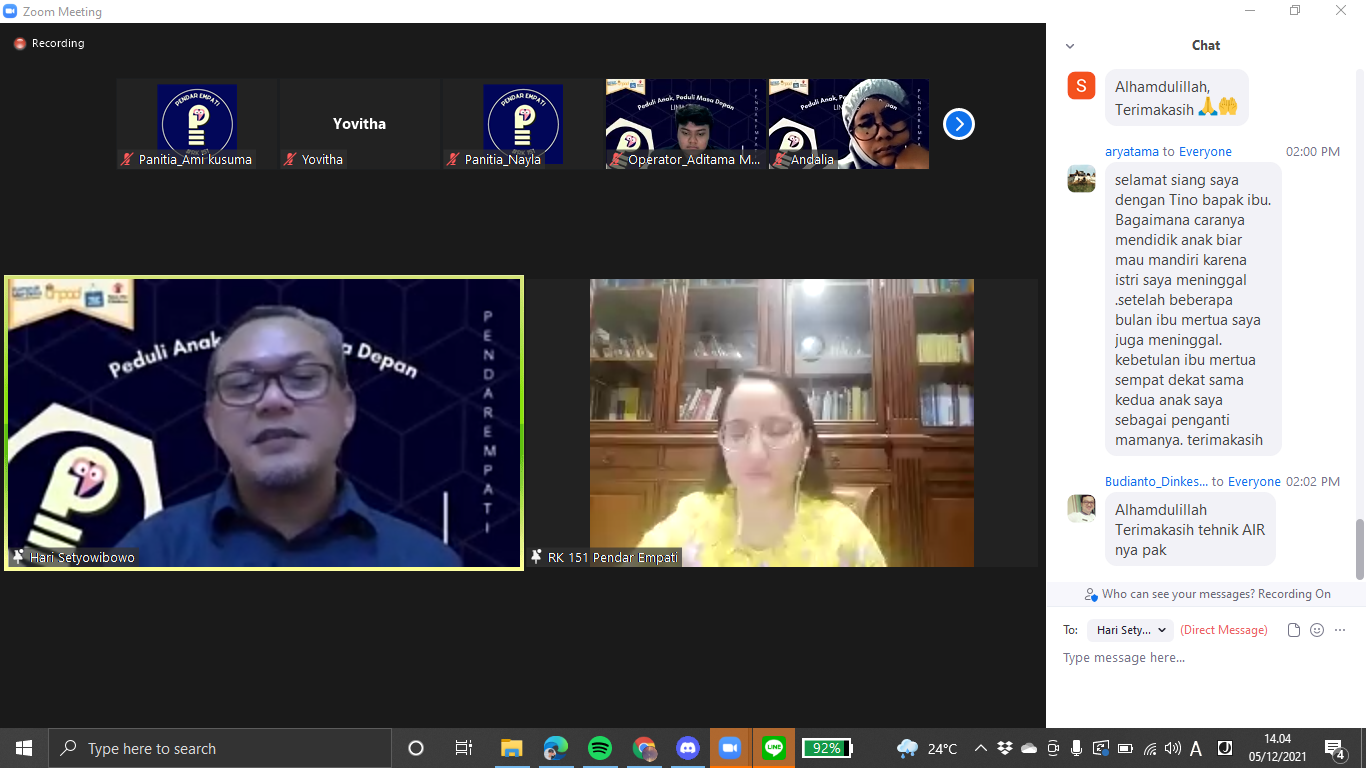 Zoom Meeting
Recording
PENDAR EMPATI
Panitia_Ami kusuma
Yovitha
Yovitha
PENDAR EMPATI
Panitia_Nayla
Peduli Anak, Peduli Masa Depan
Operator_Aditama M...
Peduli Anak, Peduli Masa Depan
PENDAREMPATI
Andalia
unpad
Peduli Anak
a Depan
PENDAREMPATI
Hari Setyowibowo
RK 151 Pendar Empati
Chat
S
Alhamdulillah,
Terimakasih 🙏🤲
aryatama to Everyone 02:00 PM
selamat siang saya
dengan Tino bapak ibu.
Bagaimana caranya
mendidik anak biar
mau mandiri karena
istri saya meninggal
.setelah beberapa
bulan ibu mertua saya
juga meninggal.
kebetulan ibu mertua
sempat dekat sama
kedua anak saya
sebagai penganti
mamanya. terimakasih
Budianto_Dinkes... to Everyone 02:02 PM
Alhamdulillah
Terimakasih tehnik AIR
nya pak
Who can see your messages? Recording On
To: Hari Sety... (Direct Message)
Type message here...
Type here to search
92%
24°C
A
14.04
05/12/2021
4